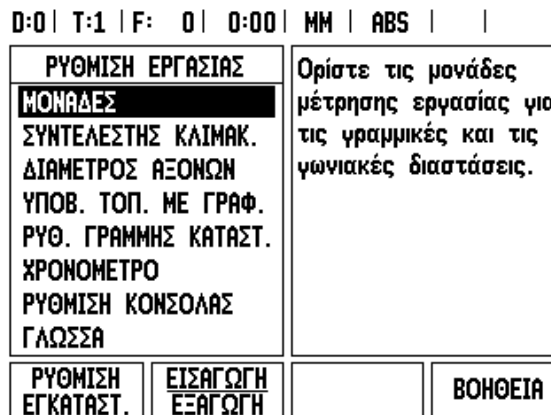 D:0 | T:1 | F: 0 | 0:00 | MM | ABS | |
ΡΥΘΜΙΣΗ ΕΡΓΑΣΙΑΣ
ΜΟΝΑΔΕΣ
ΣΥΝΤΕΛΕΣΤΗΣ ΚΛΙΜΑΚ.
ΔΙΑΜΕΤΡΟΣ ΑΞΟΝΩΝ
ΥΠΟΒ. ΤΟΠ. ΜΕ ΓΡΑΦ.
ΡΥΘ. ΓΡΑΜΜΗΣ ΚΑΤΑΣΤ.
ΧΡΟΝΟΜΕΤΡΟ
ΡΥΘΜΙΣΗ ΚΟΝΣΟΛΑΣ
ΓΛΩΣΣΑ
Ορίστε τις μονάδες
μέτρησης εργασίας για
τις γραμμικές και τις
γωνιακές διαστάσεις.
ΡΥΘΜΙΣΗ
ΕΓΚΑΤΑΣΤ.
ΕΙΣΑΓΩΓΗ
ΕΞΑΓΩΓΗ
ΒΟΗΘΕΙΑ